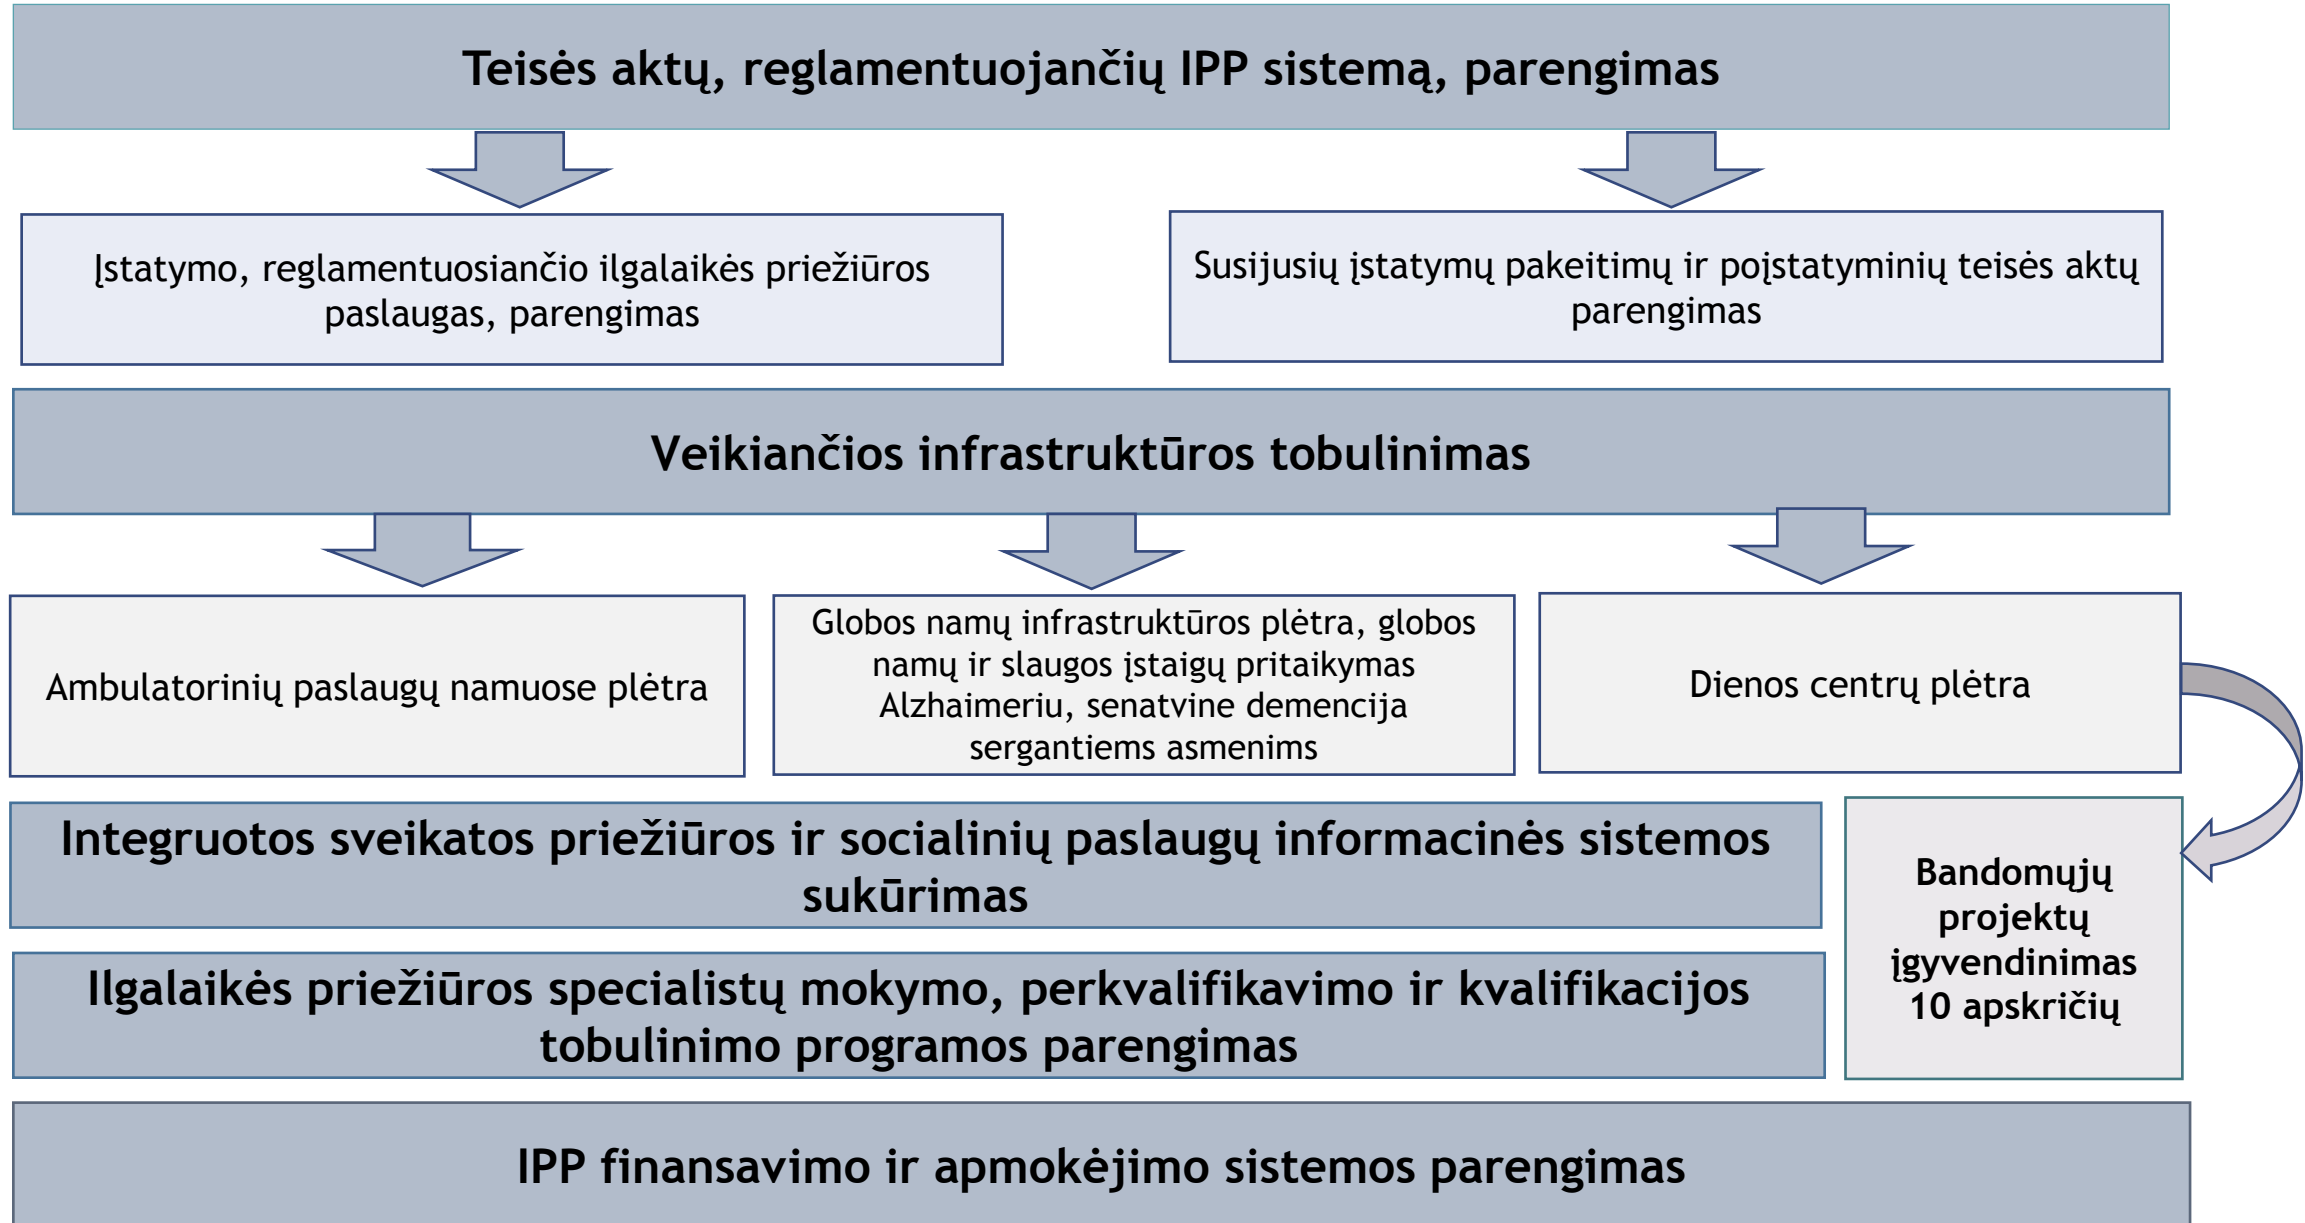 Teisės aktų, reglamentuojančių IPP sistemą, parengimas
Įstatymo, reglamentuosiančio ilgalaikės priežiūros
paslaugas, parengimas
Susijusių įstatymų pakeitimų ir poįstatyminių teisės aktų
parengimas
Veikiančios infrastruktūros tobulinimas
Ambulatorinių paslaugų namuose plėtra
Globos namų infrastruktūros plėtra, globos
namų ir slaugos įstaigų pritaikymas
Alzhaimeriu, senatvine demencija
sergantiems asmenims
Dienos centrų plėtra
Integruotos sveikatos priežiūros ir socialinių paslaugų informacinės sistemos
sukūrimas
Ilgalaikės priežiūros specialistų mokymo, perkvalifikavimo ir kvalifikacijos
tobulinimo programos parengimas
Bandomųjų
projektų
įgyvendinimas
10 apskričių
IPP finansavimo ir apmokėjimo sistemos parengimas